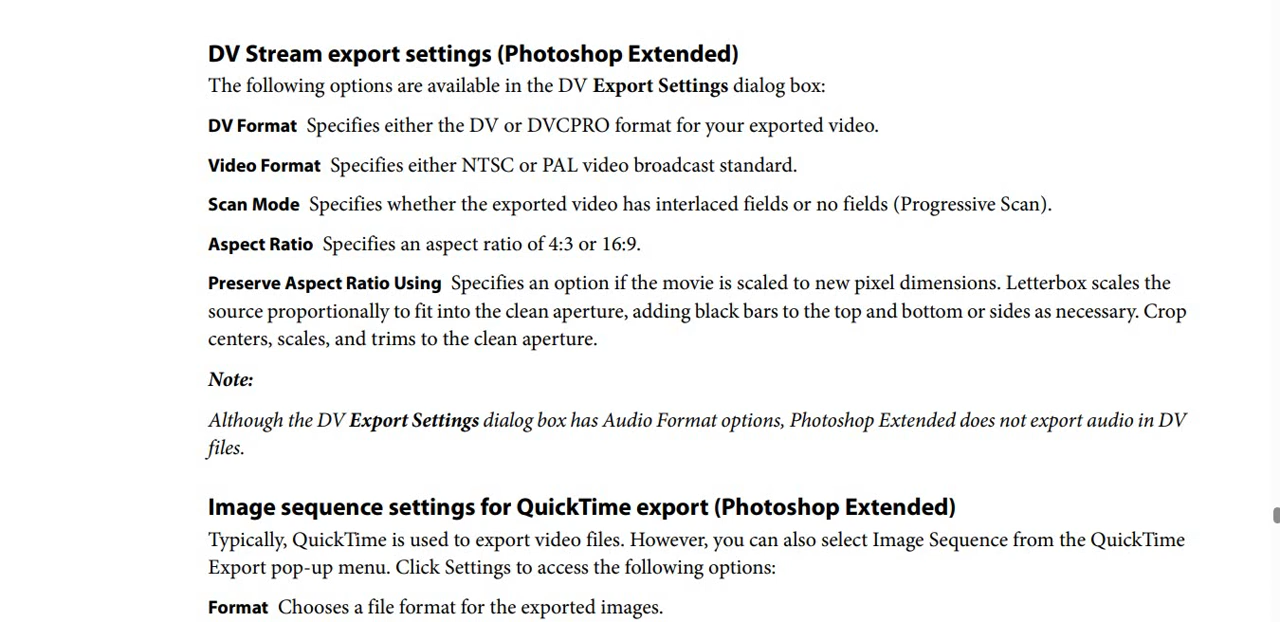 DV Stream export settings (Photoshop Extended)
The following options are available in the DV Export Settings dialog box:
DV Format Specifies either the DV or DVCPRO format for your exported video.
Video Format Specifies either NTSC or PAL video broadcast standard.
Scan Mode Specifies whether the exported video has interlaced fields or no fields (Progressive Scan).
Aspect Ratio Specifies an aspect ratio of 4:3 or 16:9.
Preserve Aspect Ratio Using Specifies an option if the movie is scaled to new pixel dimensions. Letterbox scales the
source proportionally to fit into the clean aperture, adding black bars to the top and bottom or sides as necessary. Crop
centers, scales, and trims to the clean aperture.
Note:
Although the DV Export Settings dialog box has Audio Format options, Photoshop Extended does not export audio in DV
files.
Image sequence settings for QuickTime export (Photoshop Extended)
Typically, QuickTime is used to export video files. However, you can also select Image Sequence from the QuickTime
Export pop-up menu. Click Settings to access the following options:
Format Chooses a file format for the exported images.